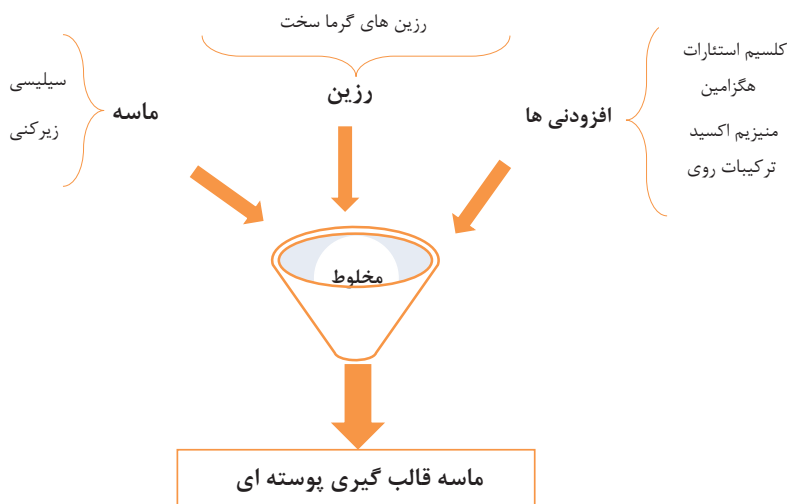 رزین های گرما سخت
رزین
کلسیم استئارات
هگزامین
منیزیم اکسید
ترکیبات روی
افزودنی ها
سیلیسی
زیرکنی
ماسه
مخلوط
ماسه قالب گیری پوسته ای